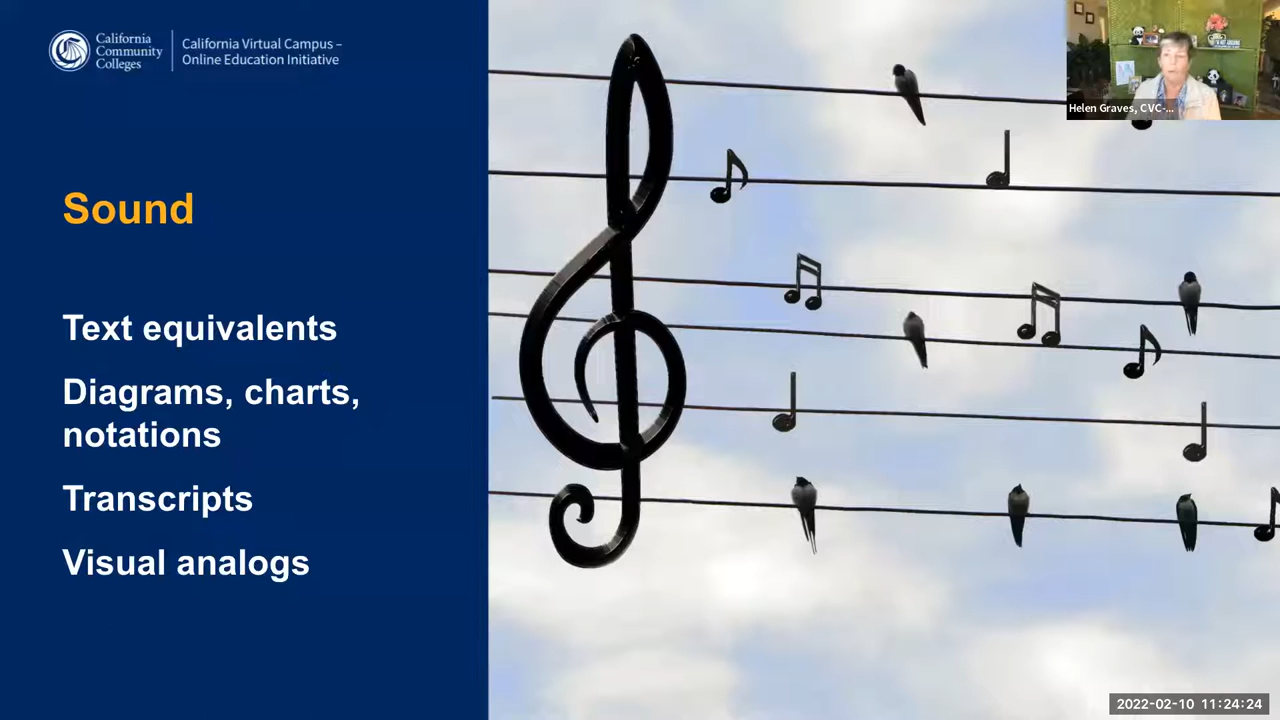 California
Community
Colleges
California Virtual Campus –
Online Education Initiative
Helen Graves, CVC-...
Sound
Text equivalents
Diagrams, charts,
notations
Transcripts
Visual analogs
2022-02-10 11:24:24